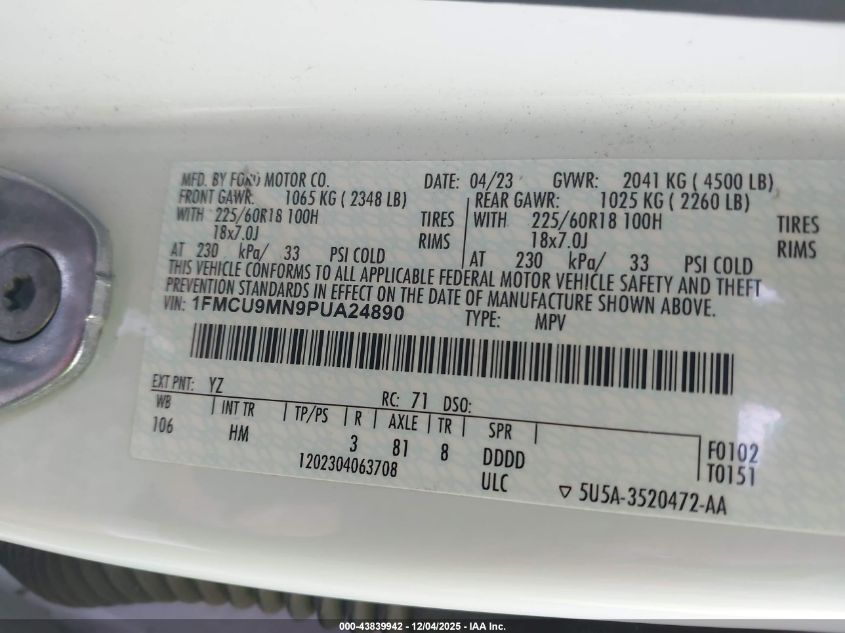 MFD. BY FORD MOTOR CO. DATE: 04/23 GVWR: 2041 KG ( 4500 LB)
FRONT GAWR: 1065 KG ( 2348 LB) REAR GAWR: 1025 KG ( 2260 LB)
WITH 225/60R18 100H TIRES WITH 225/60R18 100H TIRES
18x7.0J RIMS 18x7.0J RIMS
AT 230 kPa/ 33 PSI COLD AT 230 kPa/ 33 PSI COLD
THIS VEHICLE CONFORMS TO ALL APPLICABLE FEDERAL MOTOR VEHICLE SAFETY AND THEFT
PREVENTION STANDARDS IN EFFECT ON THE DATE OF MANUFACTURE SHOWN ABOVE.
VIN: 1FMCU9MN9PUA24890 TYPE: MPV
EXT PNT: YZ RC: 71 DSO:
WB INT TR TP/PS R AXLE TR SPR
106 HM 3 81 8 DDDD F0102
1202304063708 ULC T0151
▽ 5U5A-3520472-AA
000-43839942 - 12/04/2025 - IAA Inc.